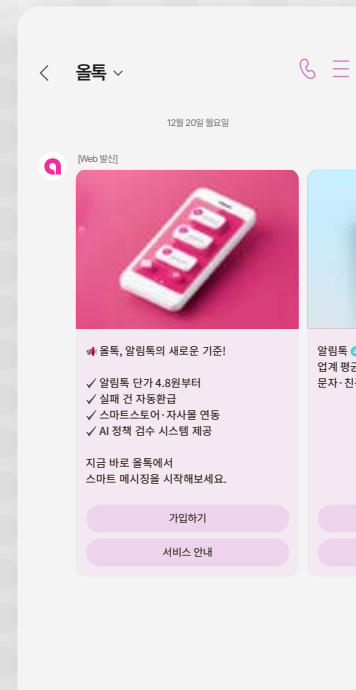 올톡
12월 20일 월요일
[Web 발신]
📢 올톡, 알림톡의 새로운 기준!
✓ 알림톡 단가 4.8원부터
✓ 실패 건 자동환급
✓ 스마트스토어·자사몰 연동
✓ AI 정책 검수 시스템 제공
지금 바로 올톡에서
스마트 메시징을 시작해보세요.
가입하기
서비스 안내
알림톡
업계 평균
문자·친